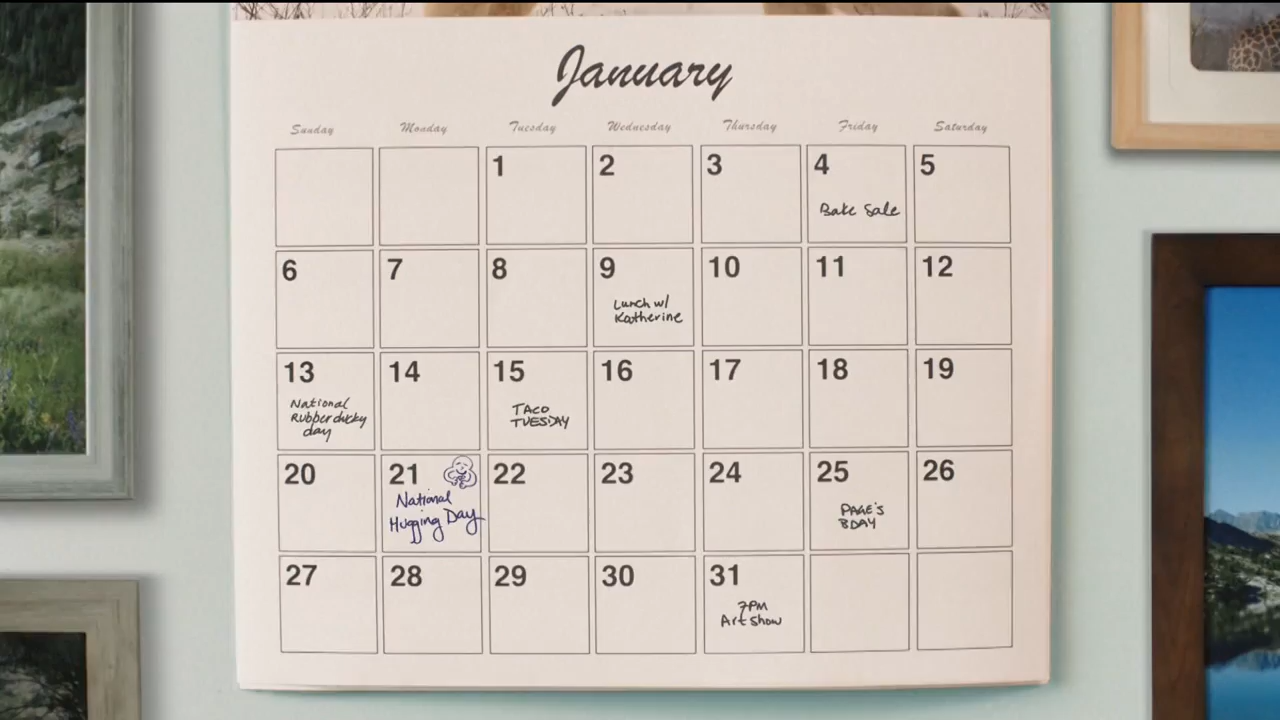 January
Sunday Monday Tuesday Wednesday Thursday Friday Saturday
1 2 3 4 5
Bake Sale
6 7 8 9 10 11 12
Lunch w/
Katherine
13 14 15 16 17 18 19
National
Rubber ducky
day
TACO
TUESDAY
20 21 22 23 24 25 26
National
Hugging Day
PAGE'S
BDAY
27 28 29 30 31
7PM
Art Show